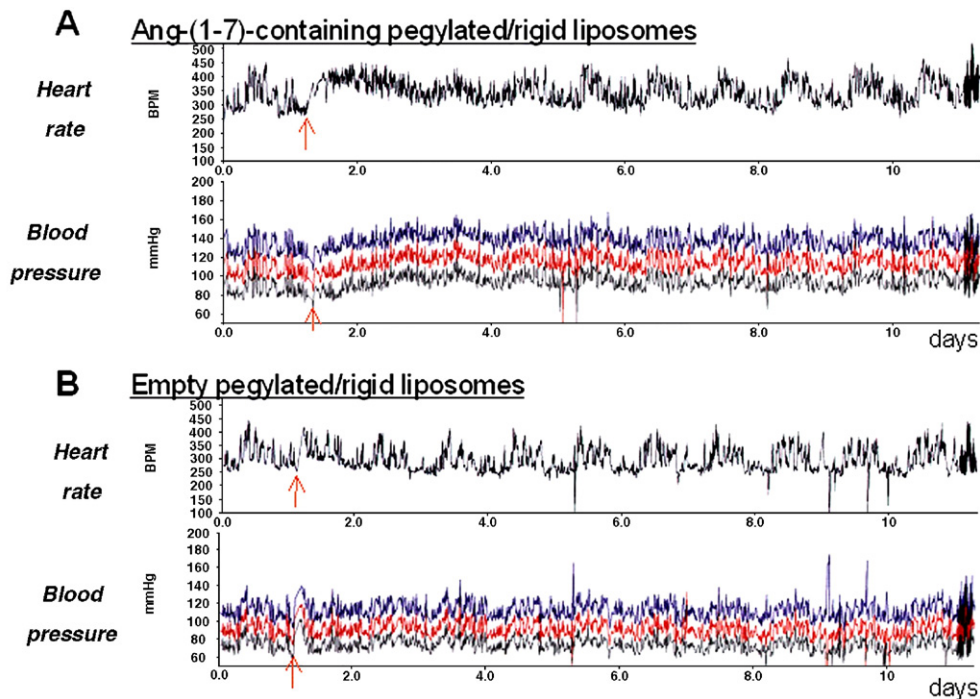 A Ang-(1-7)-containing pegylated/rigid liposomes
Heart
rate
BPM
500
450
400
350
300
250
200
150
100
0.0 2.0 4.0 6.0 8.0 10
Blood
pressure
mmHg
200
180
160
140
120
100
80
60
0.0 2.0 4.0 6.0 8.0 10
days
B Empty pegylated/rigid liposomes
Heart
rate
BPM
500
450
400
350
300
250
200
150
100
0.0 2.0 4.0 6.0 8.0 10
Blood
pressure
mmHg
200
180
160
140
120
100
80
60
0.0 2.0 4.0 6.0 8.0 10
days